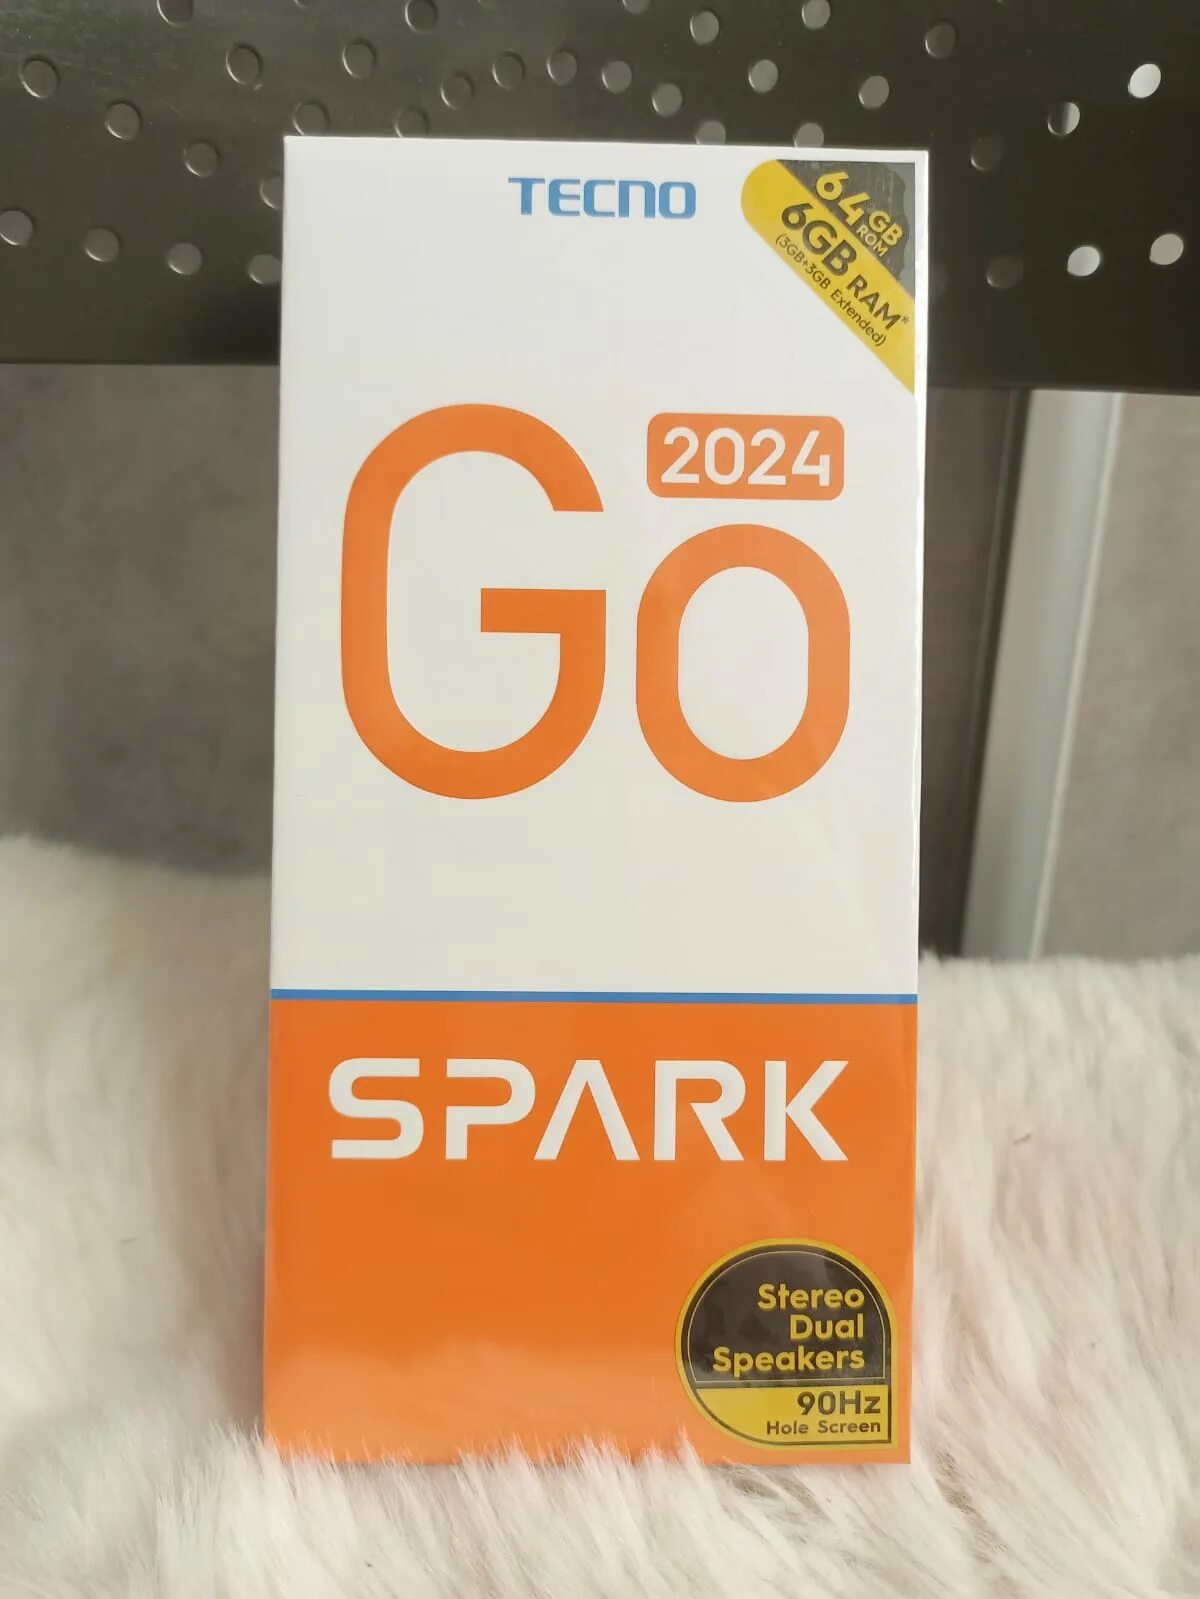 TECNO
64GB
ROM
6GB RAM*
(3GB+3GB Extended)
2024
Go
SPARK
Stereo
Dual
Speakers
90Hz
Hole Screen